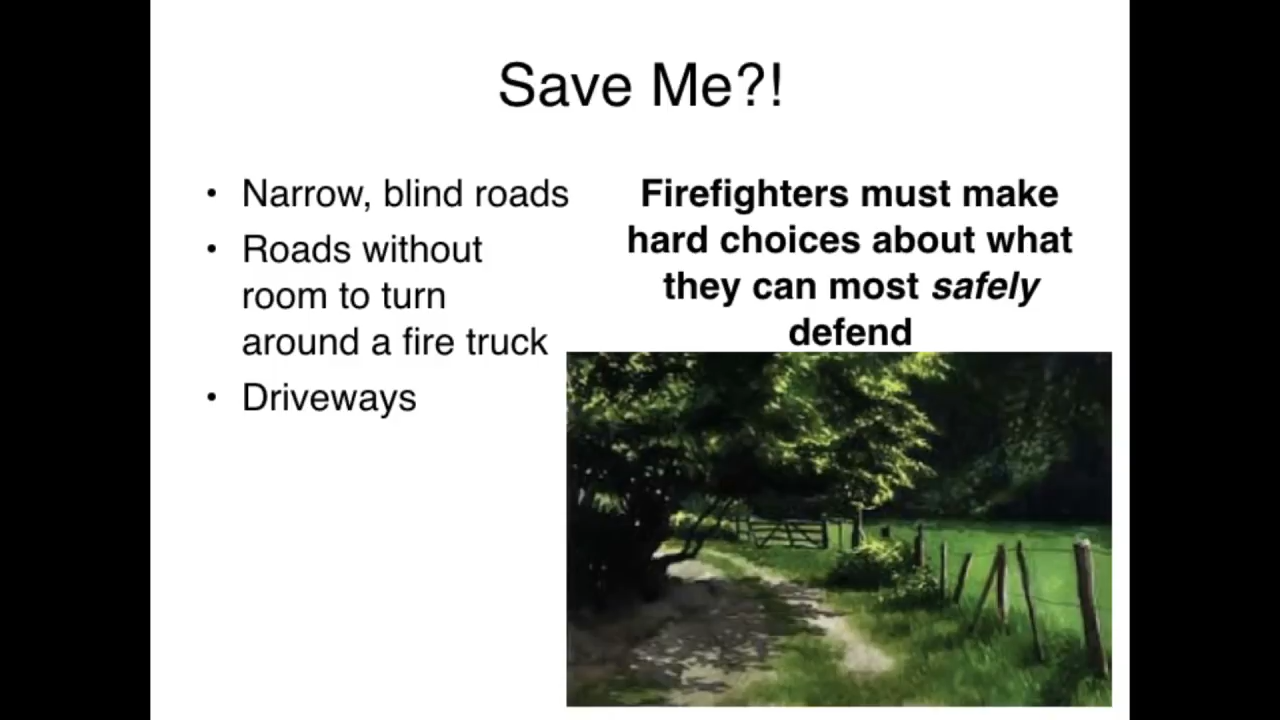 Save Me?!
• Narrow, blind roads
• Roads without
room to turn
around a fire truck
• Driveways
Firefighters must make
hard choices about what
they can most safely
defend